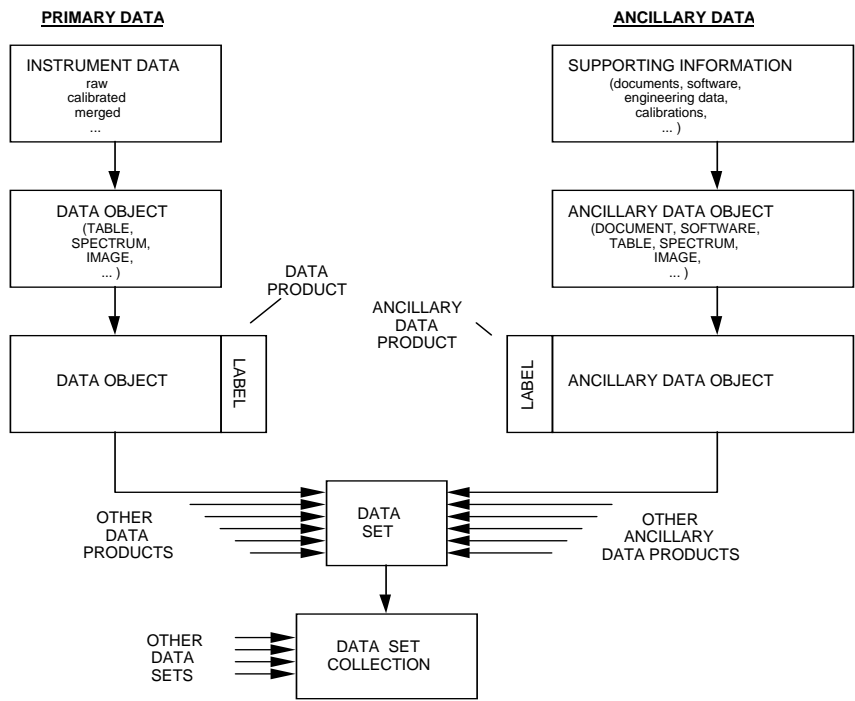 PRIMARY DATA
INSTRUMENT DATA
raw
calibrated
merged
...
DATA OBJECT
(TABLE,
SPECTRUM,
IMAGE,
... )
DATA
PRODUCT
DATA OBJECT
LABEL
ANCILLARY DATA
SUPPORTING INFORMATION
(documents, software,
engineering data,
calibrations,
... )
ANCILLARY DATA OBJECT
(DOCUMENT, SOFTWARE,
TABLE, SPECTRUM,
IMAGE,
... )
ANCILLARY
DATA
PRODUCT
LABEL
ANCILLARY DATA OBJECT
OTHER
DATA
PRODUCTS
DATA
SET
OTHER
ANCILLARY
DATA PRODUCTS
OTHER
DATA
SETS
DATA SET
COLLECTION